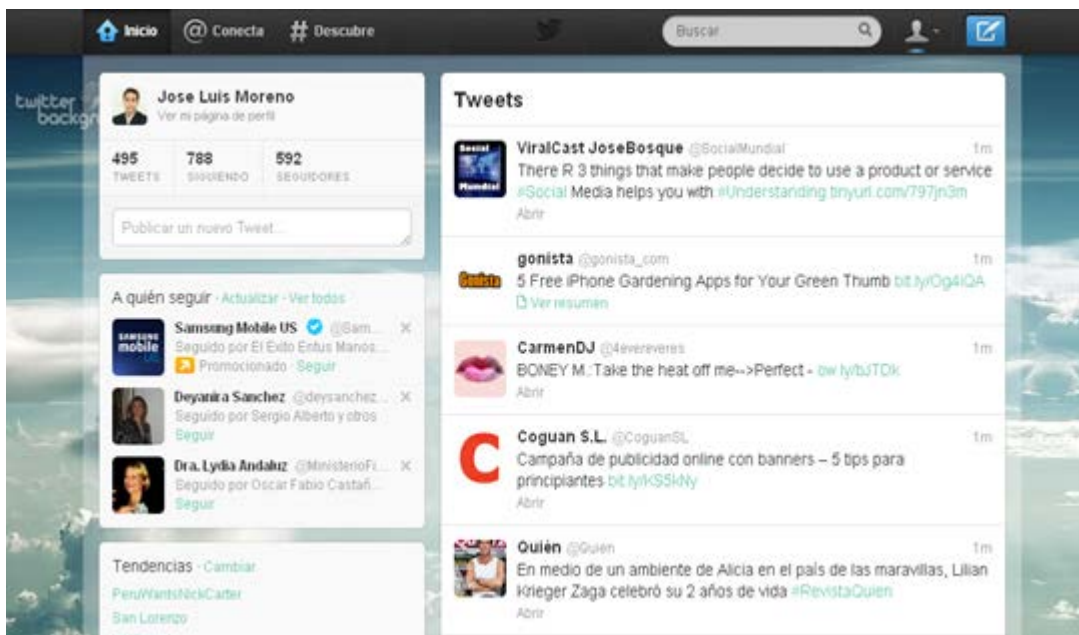 Inicio @ Conecta # Descubre
Buscar
twitter
backgr
Jose Luis Moreno
Ver mi página de perfil
495 788 592
TWEETS SIGUIENDO SEGUIDORES
Publicar un nuevo Tweet...
A quién seguir · Actualizar · Ver todos
Samsung Mobile US @Sam...
Seguido por El Exito Entus Manos...
Promocionado · Seguir
Deyanira Sanchez @deysanchez...
Seguido por Sergio Alberto y otros
Seguir
Dra. Lydia Andaluz @MinisterioFi...
Seguido por Oscar Fabio Castañ...
Seguir
Tendencias · Cambiar
PeruWantsNickCarter
San Lorenzo
Tweets
Social
Mundial
ViralCast JoseBosque @SocialMundial 1m
There R 3 things that make people decide to use a product or service
#Social Media helps you with #Understanding tinyurl.com/797jn3m
Abrir
Gonista
gonista @gonista_com 1m
5 Free iPhone Gardening Apps for Your Green Thumb bit.ly/Og4iQA
Ver resumen
CarmenDJ @4evereveres 1m
BONEY M.:Take the heat off me-->Perfect - ow.ly/bJTDk
Abrir
C
Coguan S.L. @CoguanSL 1m
Campaña de publicidad online con banners – 5 tips para
principiantes bit.ly/KS5kNy
Abrir
Quién @Quien 1m
En medio de un ambiente de Alicia en el país de las maravillas, Lilian
Krieger Zaga celebró su 2 años de vida #RevistaQuien
Abrir
SAMSUNG
mobile
US